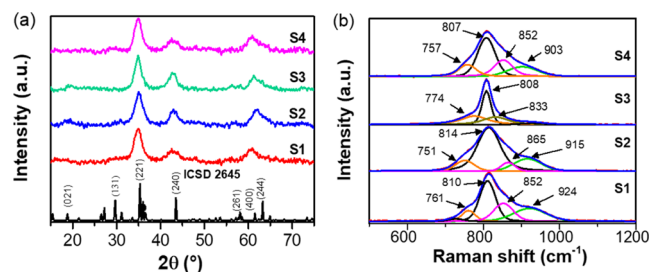 (a)
Intensity (a.u.)
S4
S3
S2
S1
ICSD 2645
(021)
(131)
(221)
(240)
(261)
(400)
(244)
15 20 30 40 50 60 70 75
2θ (°)
(b)
Intensity (a.u.)
807
757
852
903
S4
808
774
833
S3
814
751
865
915
S2
810
761
852
924
S1
600 800 1000 1200
Raman shift (cm-1)